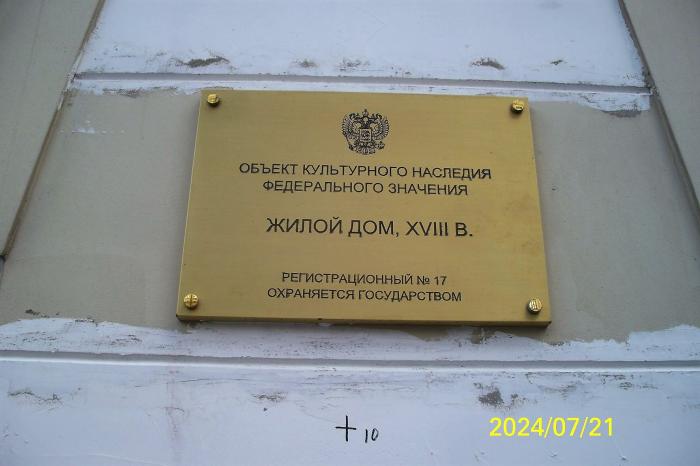 ОБЪЕКТ КУЛЬТУРНОГО НАСЛЕДИЯ
ФЕДЕРАЛЬНОГО ЗНАЧЕНИЯ
ЖИЛОЙ ДОМ, XVIII В.
РЕГИСТРАЦИОННЫЙ № 17
ОХРАНЯЕТСЯ ГОСУДАРСТВОМ
+10
2024/07/21